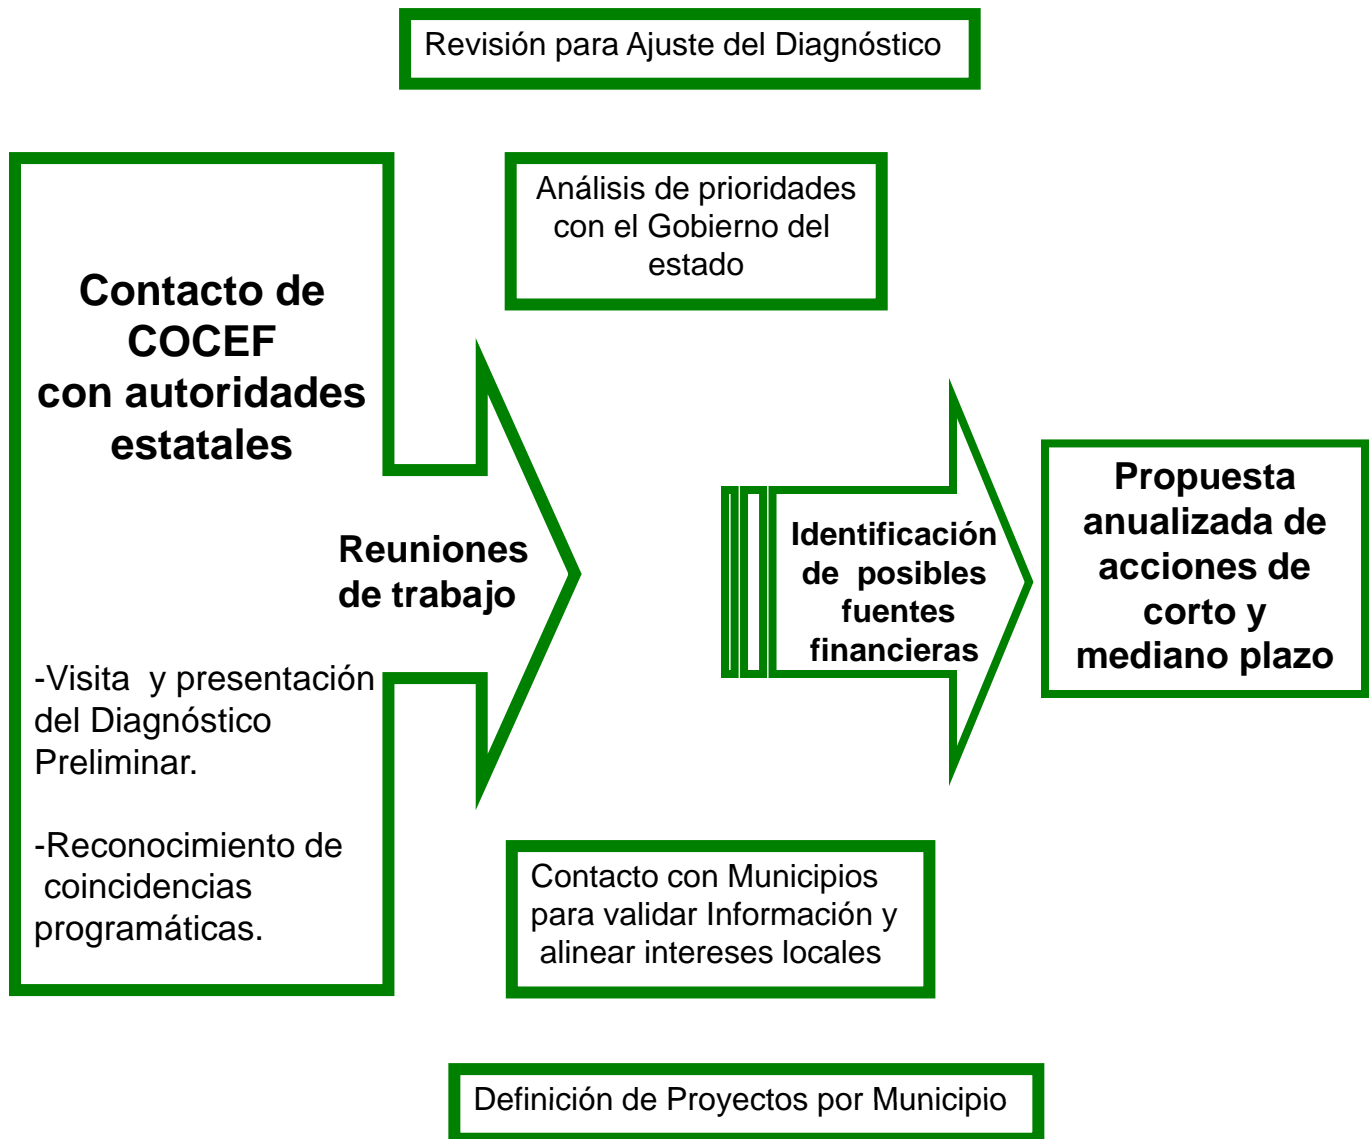 Revisión para Ajuste del Diagnóstico
Análisis de prioridades
con el Gobierno del
estado
Contacto de
COCEF
con autoridades
estatales
Reuniones
de trabajo
-Visita y presentación
del Diagnóstico
Preliminar.
-Reconocimiento de
coincidencias
programáticas.
Identificación
de posibles
fuentes
financieras
Propuesta
anualizada de
acciones de
corto y
mediano plazo
Contacto con Municipios
para validar Información y
alinear intereses locales
Definición de Proyectos por Municipio